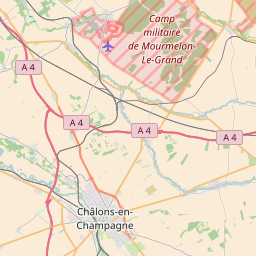 Camp
militaire
de Mourmelon-
Le-Grand
A 4
A 4
A 4
A 4
Châlons-en-
Champagne